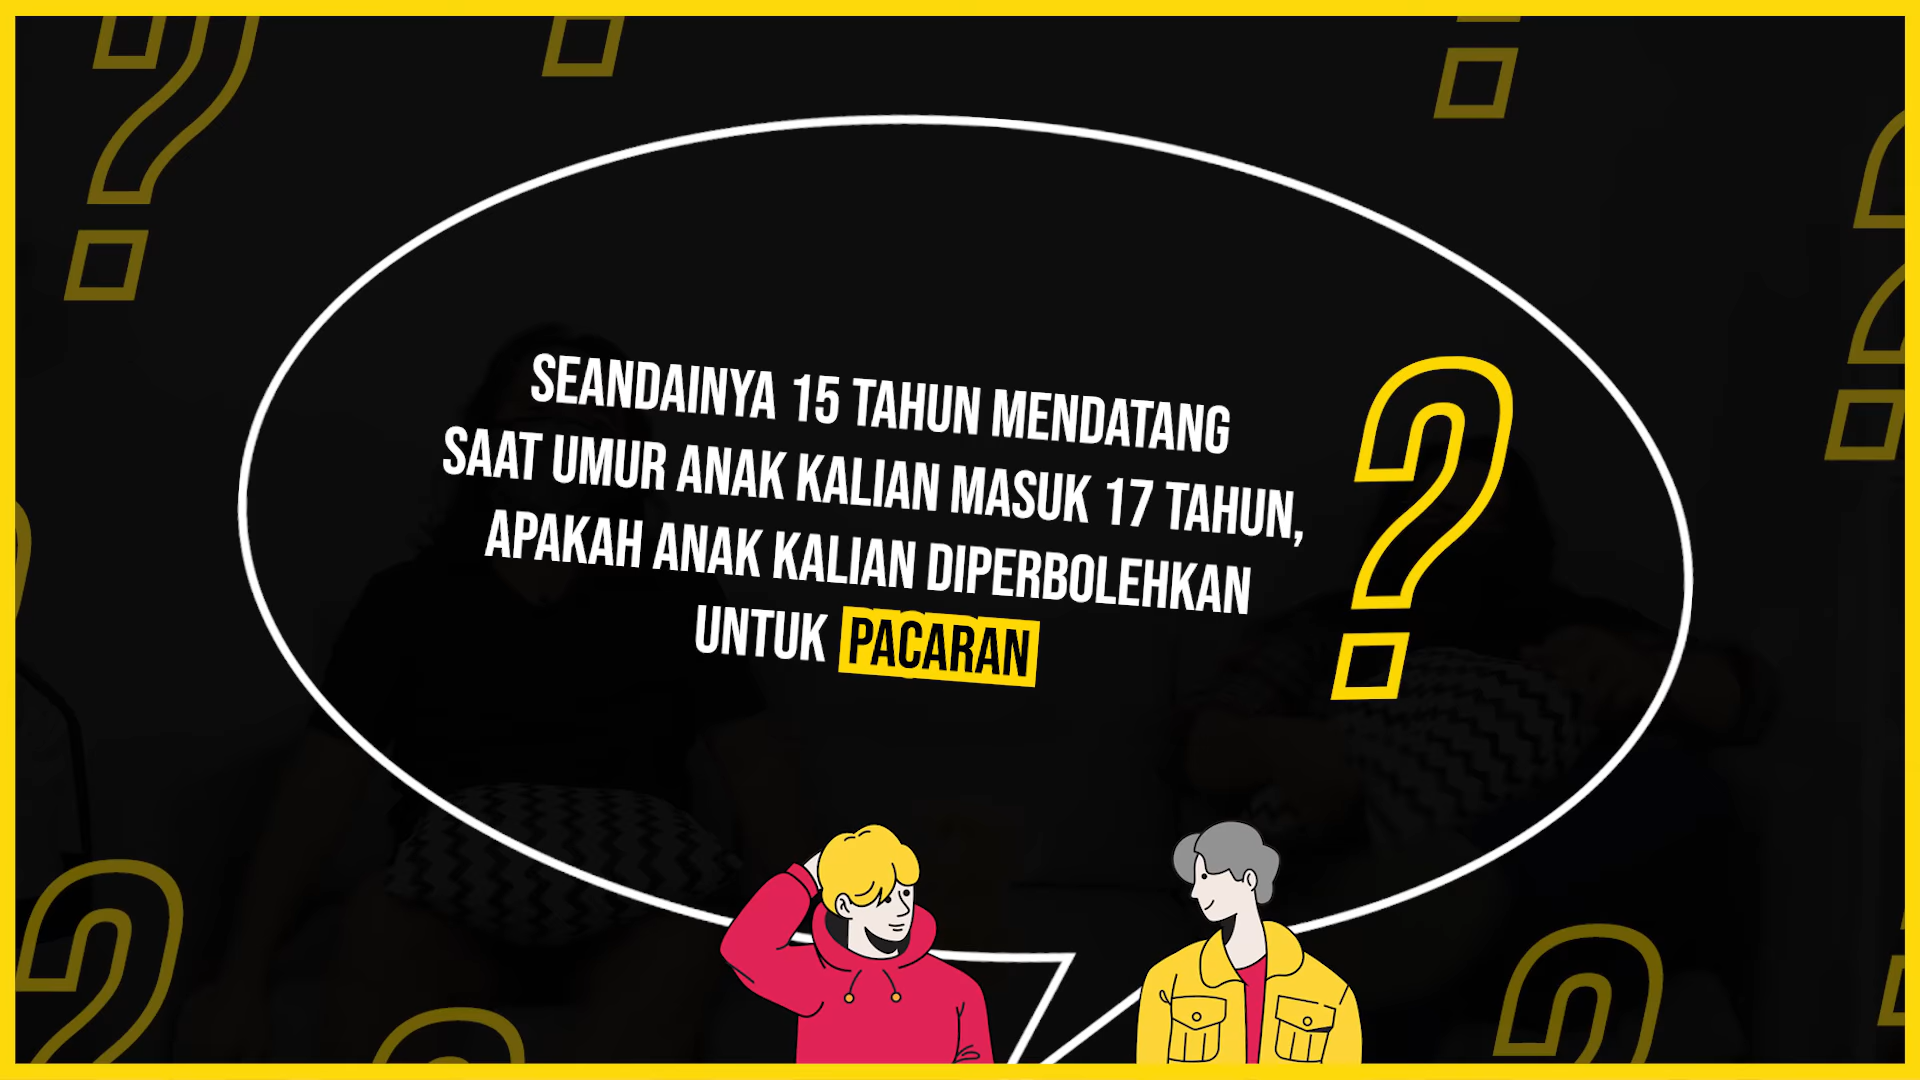 SEANDAINYA 15 TAHUN MENDATANG
SAAT UMUR ANAK KALIAN MASUK 17 TAHUN,
APAKAH ANAK KALIAN DIPERBOLEHKAN
UNTUK PACARAN ?